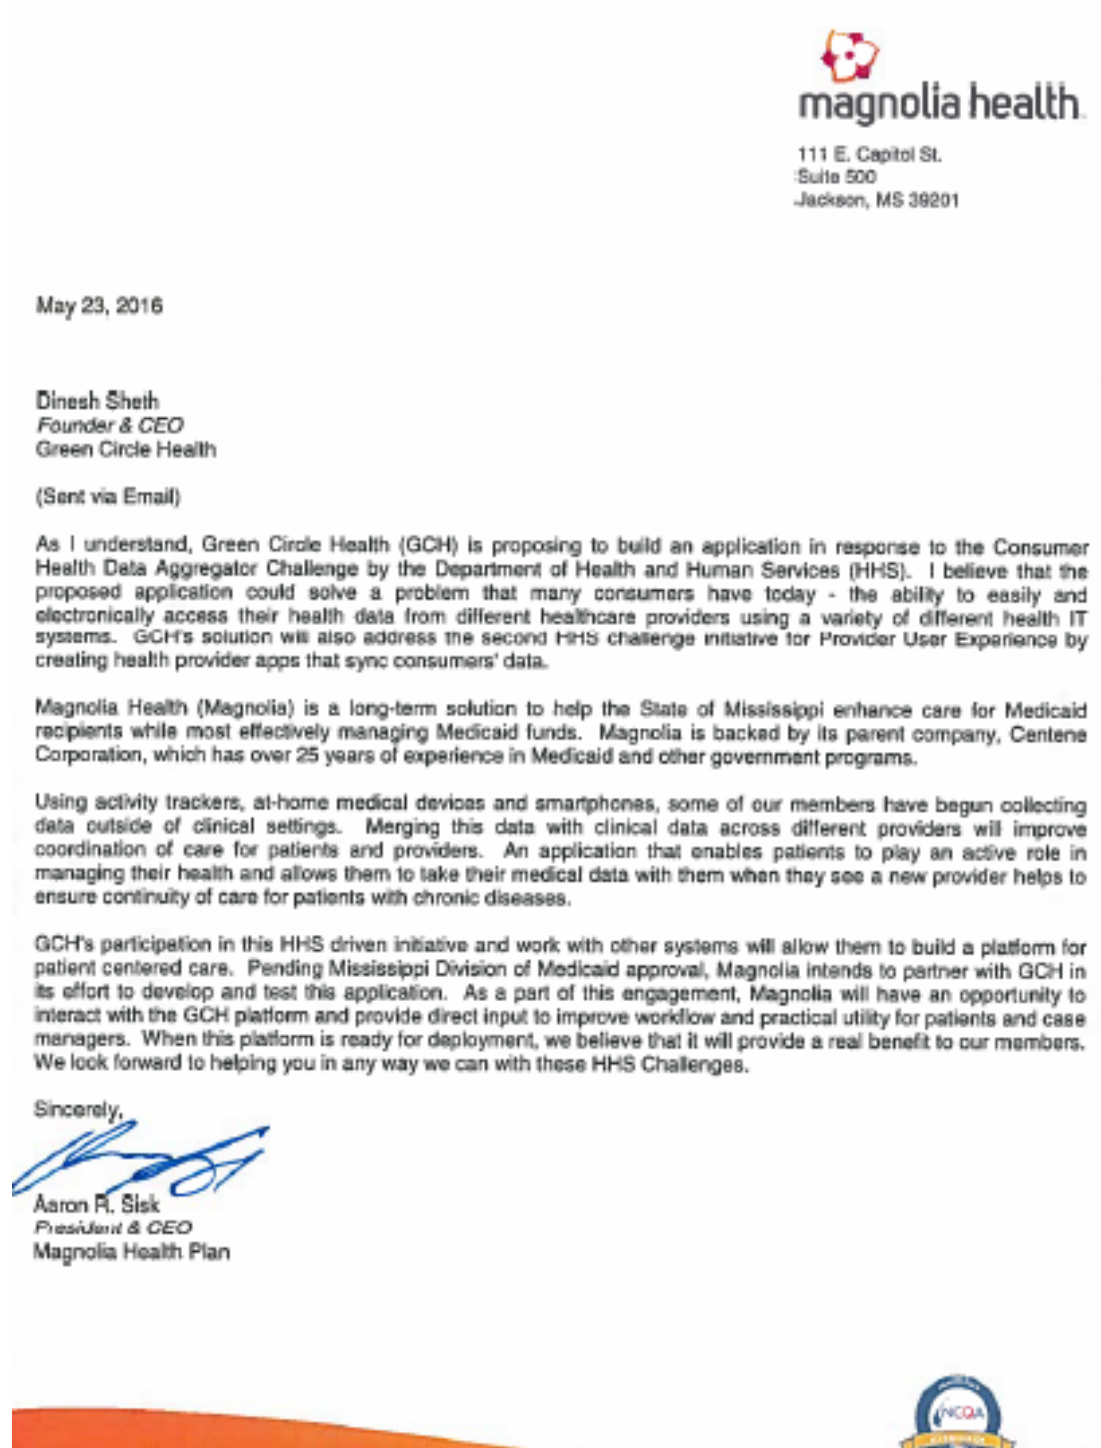 magnolia health
111 E. Capitol St.
Suite 500
Jackson, MS 39201
May 23, 2016
Dinesh Sheth
Founder & CEO
Green Circle Health
(Sent via Email)
As I understand, Green Circle Health (GCH) is proposing to build an application in response to the Consumer
Health Data Aggregator Challenge by the Department of Health and Human Services (HHS). I believe that the
proposed application could solve a problem that many consumers have today - the ability to easily and
electronically access their health data from different healthcare providers using a variety of different health IT
systems. GCH's solution will also address the second HHS challenge initiative for Provider User Experience by
creating health provider apps that sync consumers' data.
Magnolia Health (Magnolia) is a long-term solution to help the State of Mississippi enhance care for Medicaid
recipients while most effectively managing Medicaid funds. Magnolia is backed by its parent company, Centene
Corporation, which has over 25 years of experience in Medicaid and other government programs.
Using activity trackers, at-home medical devices and smartphones, some of our members have begun collecting
data outside of clinical settings. Merging this data with clinical data across different providers will improve
coordination of care for patients and providers. An application that enables patients to play an active role in
managing their health and allows them to take their medical data with them when they see a new provider helps to
ensure continuity of care for patients with chronic diseases.
GCH's participation in this HHS driven initiative and work with other systems will allow them to build a platform for
patient centered care. Pending Mississippi Division of Medicaid approval, Magnolia intends to partner with GCH in
its effort to develop and test this application. As a part of this engagement, Magnolia will have an opportunity to
interact with the GCH platform and provide direct input to improve workflow and practical utility for patients and case
managers. When this platform is ready for deployment, we believe that it will provide a real benefit to our members.
We look forward to helping you in any way we can with these HHS Challenges.
Sincerely,
Aaron R. Sisk
President & CEO
Magnolia Health Plan
NCQA